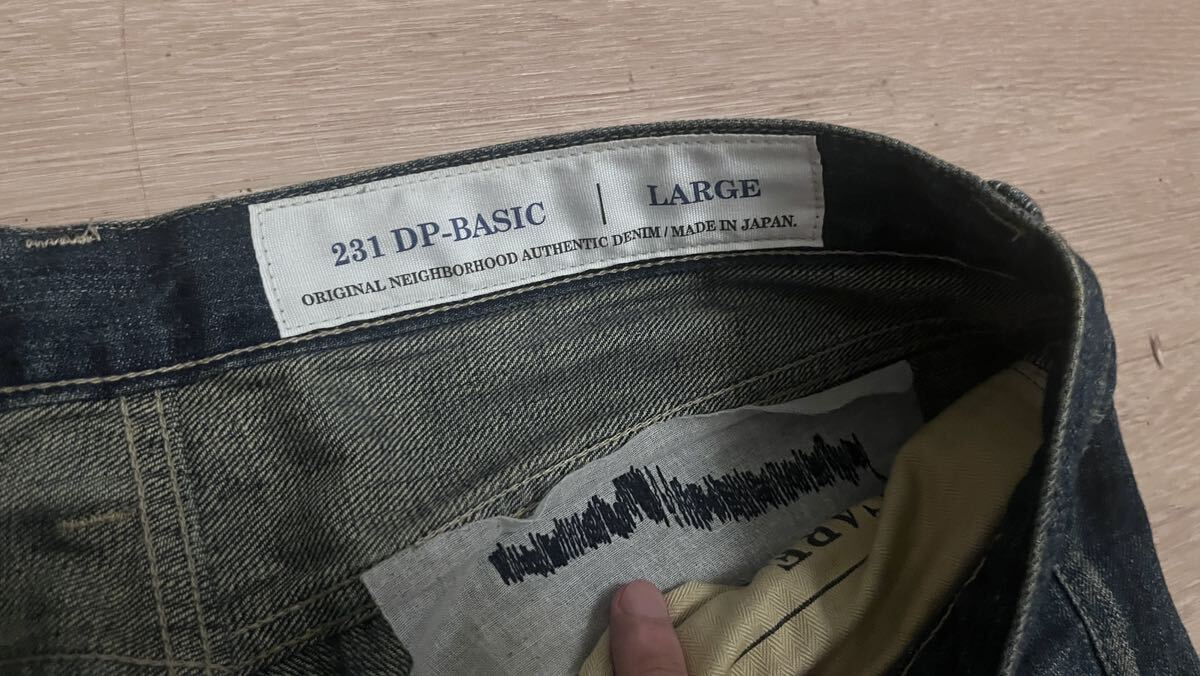 231 DP-BASIC | LARGE
ORIGINAL NEIGHBORHOOD AUTHENTIC DENIM / MADE IN JAPAN.